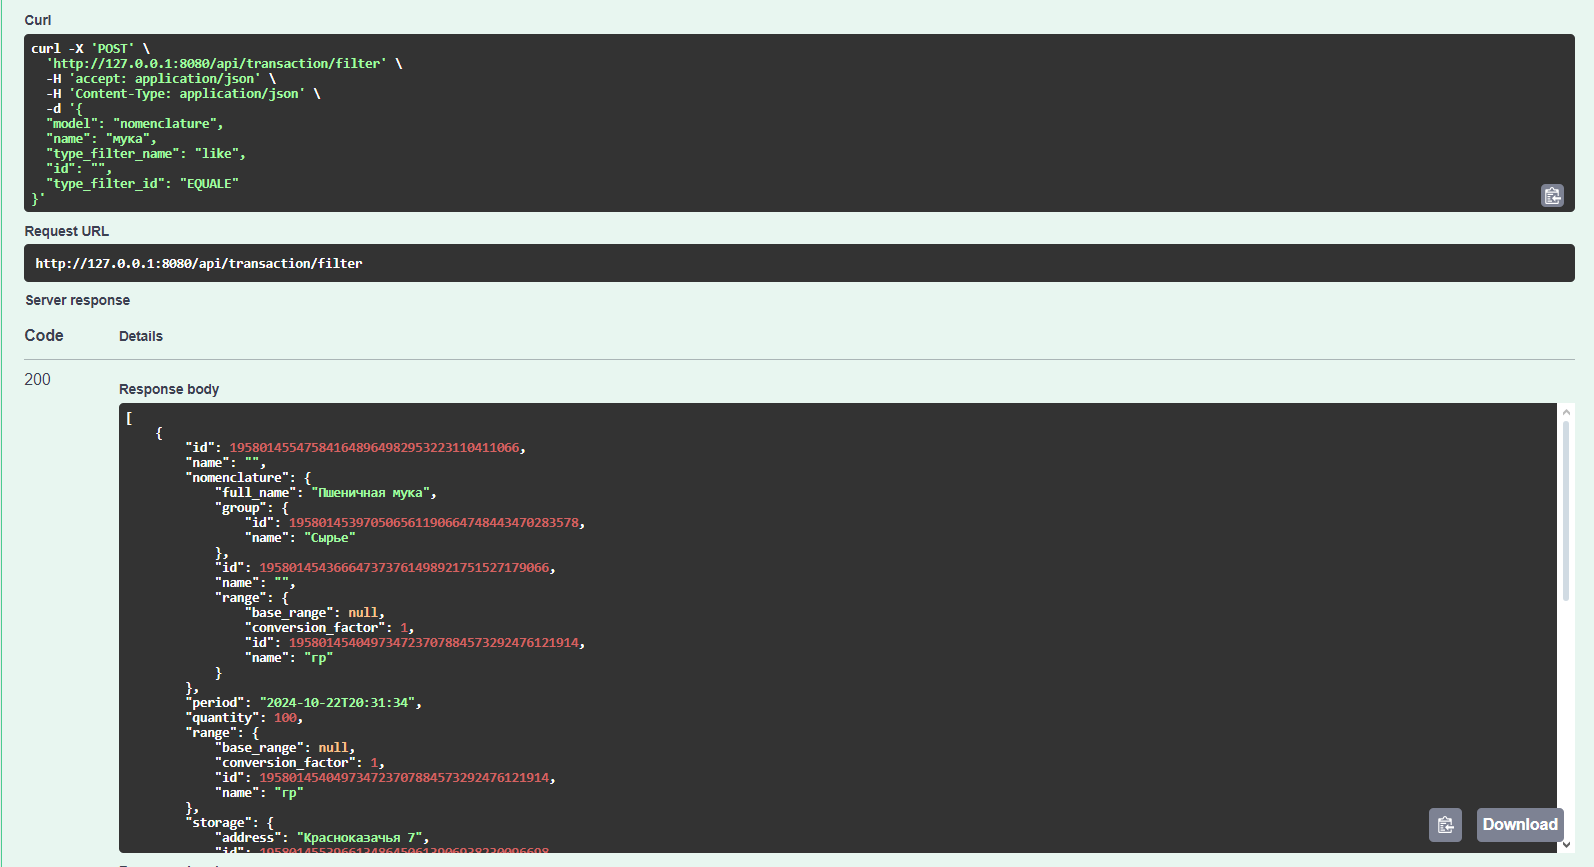 Curl
curl -X 'POST' \
'http://127.0.0.1:8080/api/transaction/filter' \
-H 'accept: application/json' \
-H 'Content-Type: application/json' \
-d '{
"model": "nomenclature",
"name": "мука",
"type_filter_name": "like",
"id": "",
"type_filter_id": "EQUALE"
}'
Request URL
http://127.0.0.1:8080/api/transaction/filter
Server response
Code Details
200
Response body
[
{
"id": 195801455475841648964982953223110411066,
"name": "",
"nomenclature": {
"full_name": "Пшеничная мука",
"group": {
"id": 195801453970506561190664748443470283578,
"name": "Сырье"
},
"id": 195801454366647373761498921751527179066,
"name": "",
"range": {
"base_range": null,
"conversion_factor": 1,
"id": 195801454049734723707884573292476121914,
"name": "гр"
}
},
"period": "2024-10-22T20:31:34",
"quantity": 100,
"range": {
"base_range": null,
"conversion_factor": 1,
"id": 195801454049734723707884573292476121914,
"name": "гр"
},
"storage": {
"address": "Красноказачья 7",
"id":
Download